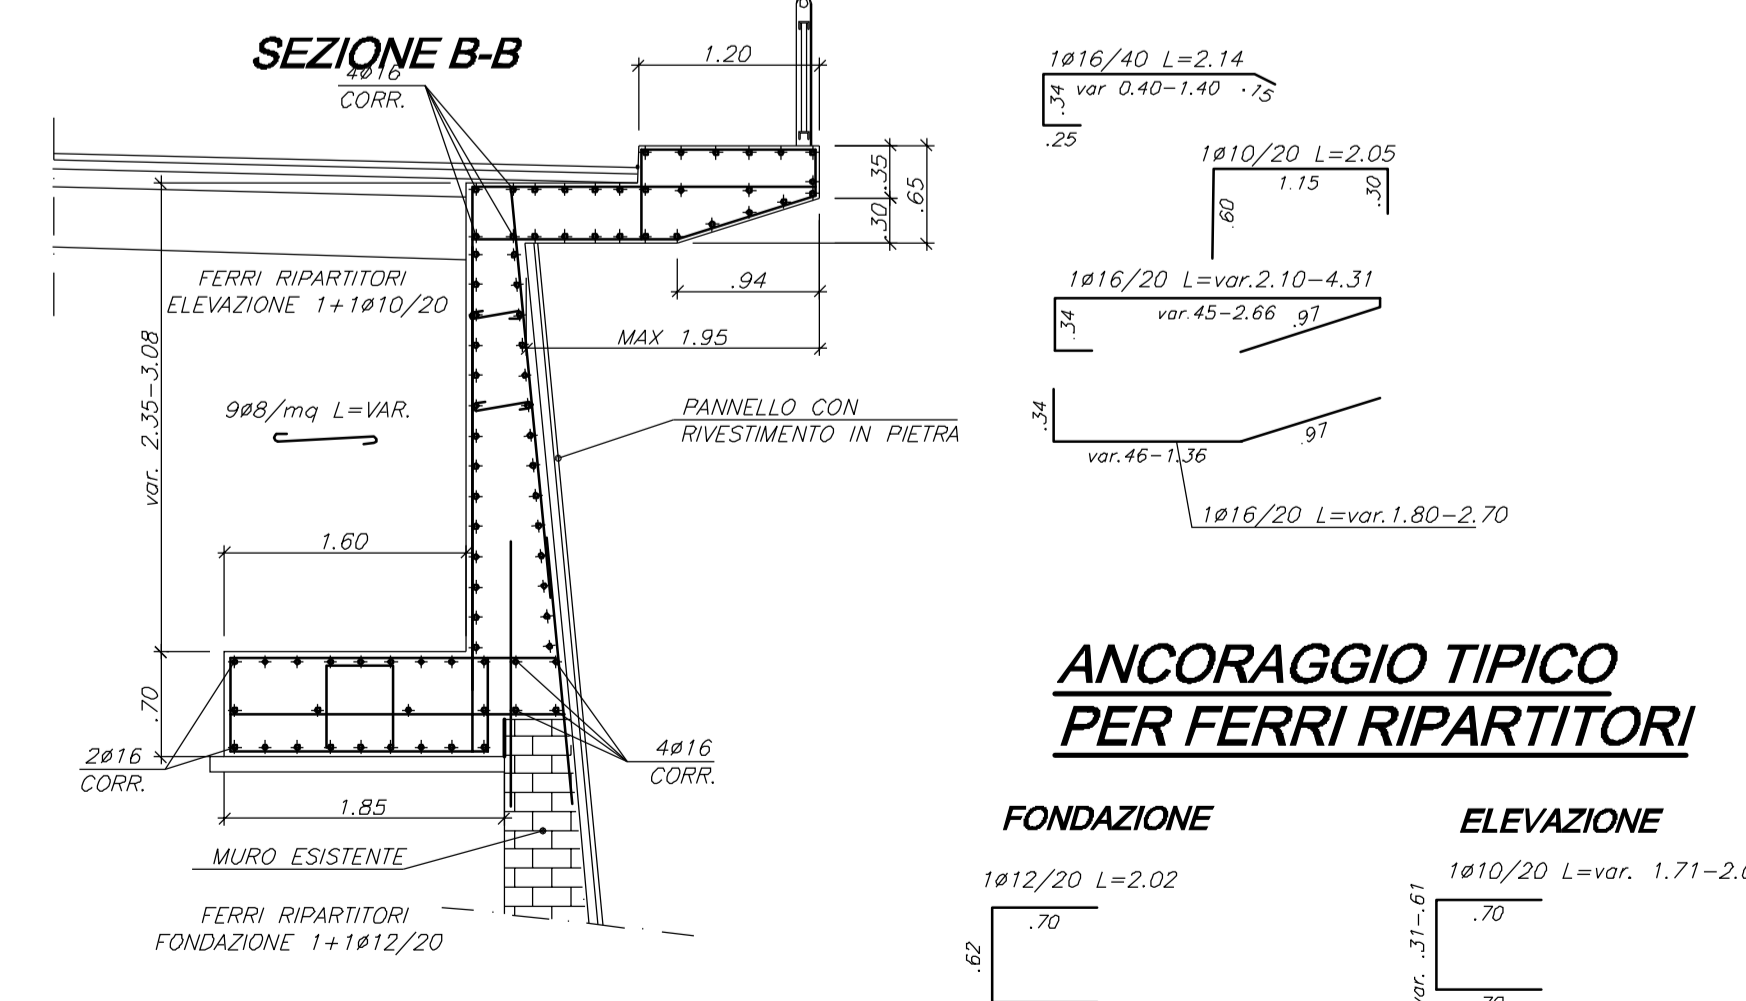 SEZIONE B-B
4ø16
CORR.
1.20
.35
.30
.65
.94
MAX 1.95
FERRI RIPARTITORI
ELEVAZIONE 1+1ø10/20
var. 2.35-3.08
9ø8/mq L=VAR.
PANNELLO CON
RIVESTIMENTO IN PIETRA
1.60
.70
2ø16
CORR.
4ø16
CORR.
1.85
MURO ESISTENTE
FERRI RIPARTITORI
FONDAZIONE 1+1ø12/20
1ø16/40 L=2.14
.34
var 0.40-1.40
.15
.25
1ø10/20 L=2.05
1.15
.60
.30
1ø16/20 L=var.2.10-4.31
.34
var.45-2.66
.97
.34
.97
var.46-1.36
1ø16/20 L=var.1.80-2.70
ANCORAGGIO TIPICO
PER FERRI RIPARTITORI
FONDAZIONE
1ø12/20 L=2.02
.70
.62
ELEVAZIONE
1ø10/20 L=var. 1.71-2.
.70
var. .31-.61
.70